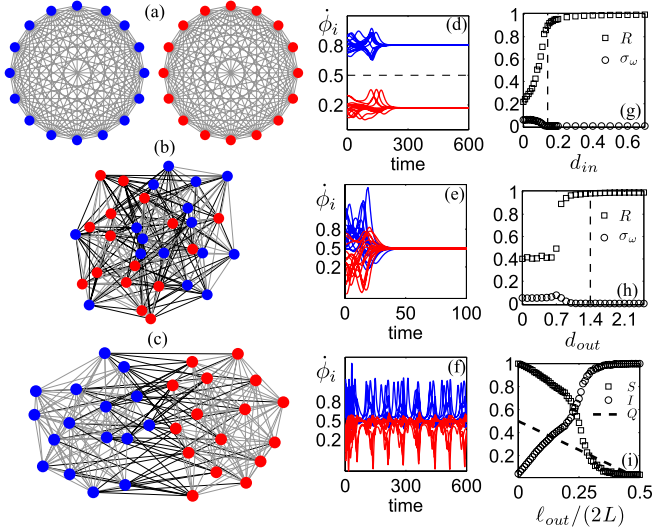 (a)
(b)
(c)
φ̇ᵢ
0.8
0.5
0.2
(d)
0 300 600
time
φ̇ᵢ
0.8
0.5
0.2
(e)
0 50 100
time
φ̇ᵢ
0.8
0.5
0.2
(f)
0 300 600
time
1
0.8
0.6
0.4
0.2
0
R
σ_ω
(g)
0 0.2 0.4 0.6
d_in
1
0.8
0.6
0.4
0.2
0
R
σ_ω
(h)
0 0.7 1.4 2.1
d_out
1
0.8
0.6
0.4
0.2
S
I
Q
(i)
0 0.25 0.5
ℓ_out/(2L)